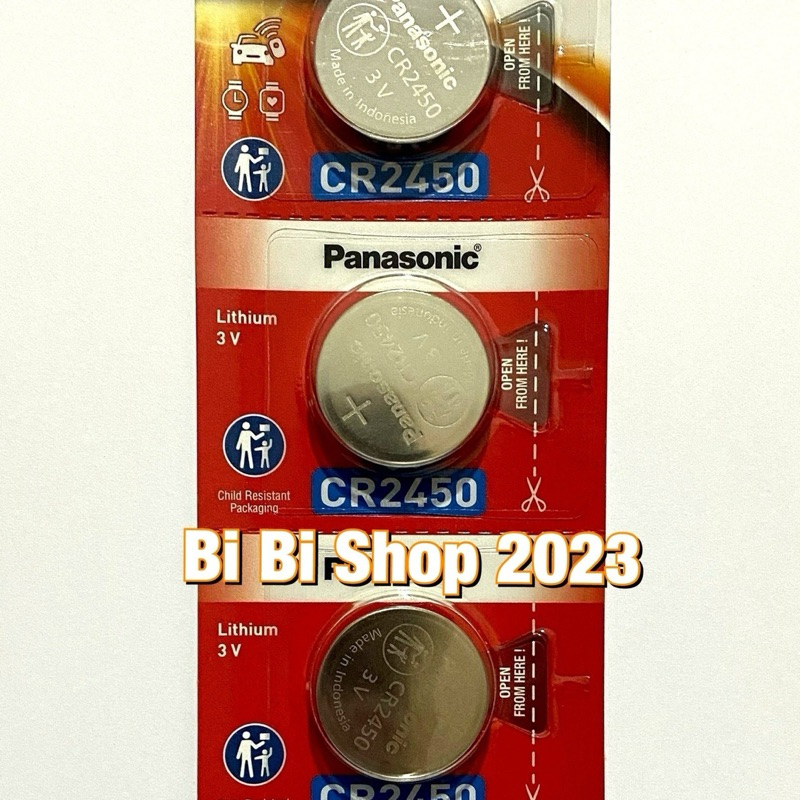 Panasonic
CR2450
3 V
Made in Indonesia
OPEN
FROM HERE !
CR2450
Panasonic®
Lithium
3 V
Panasonic
CR2450
3 V
Made in Indonesia
OPEN
FROM HERE !
Child Resistant
Packaging
CR2450
Bi Bi Shop 2023
Lithium
3 V
Made in Indonesia
3 V
CR2450
OPEN
FROM HERE !
CR2450